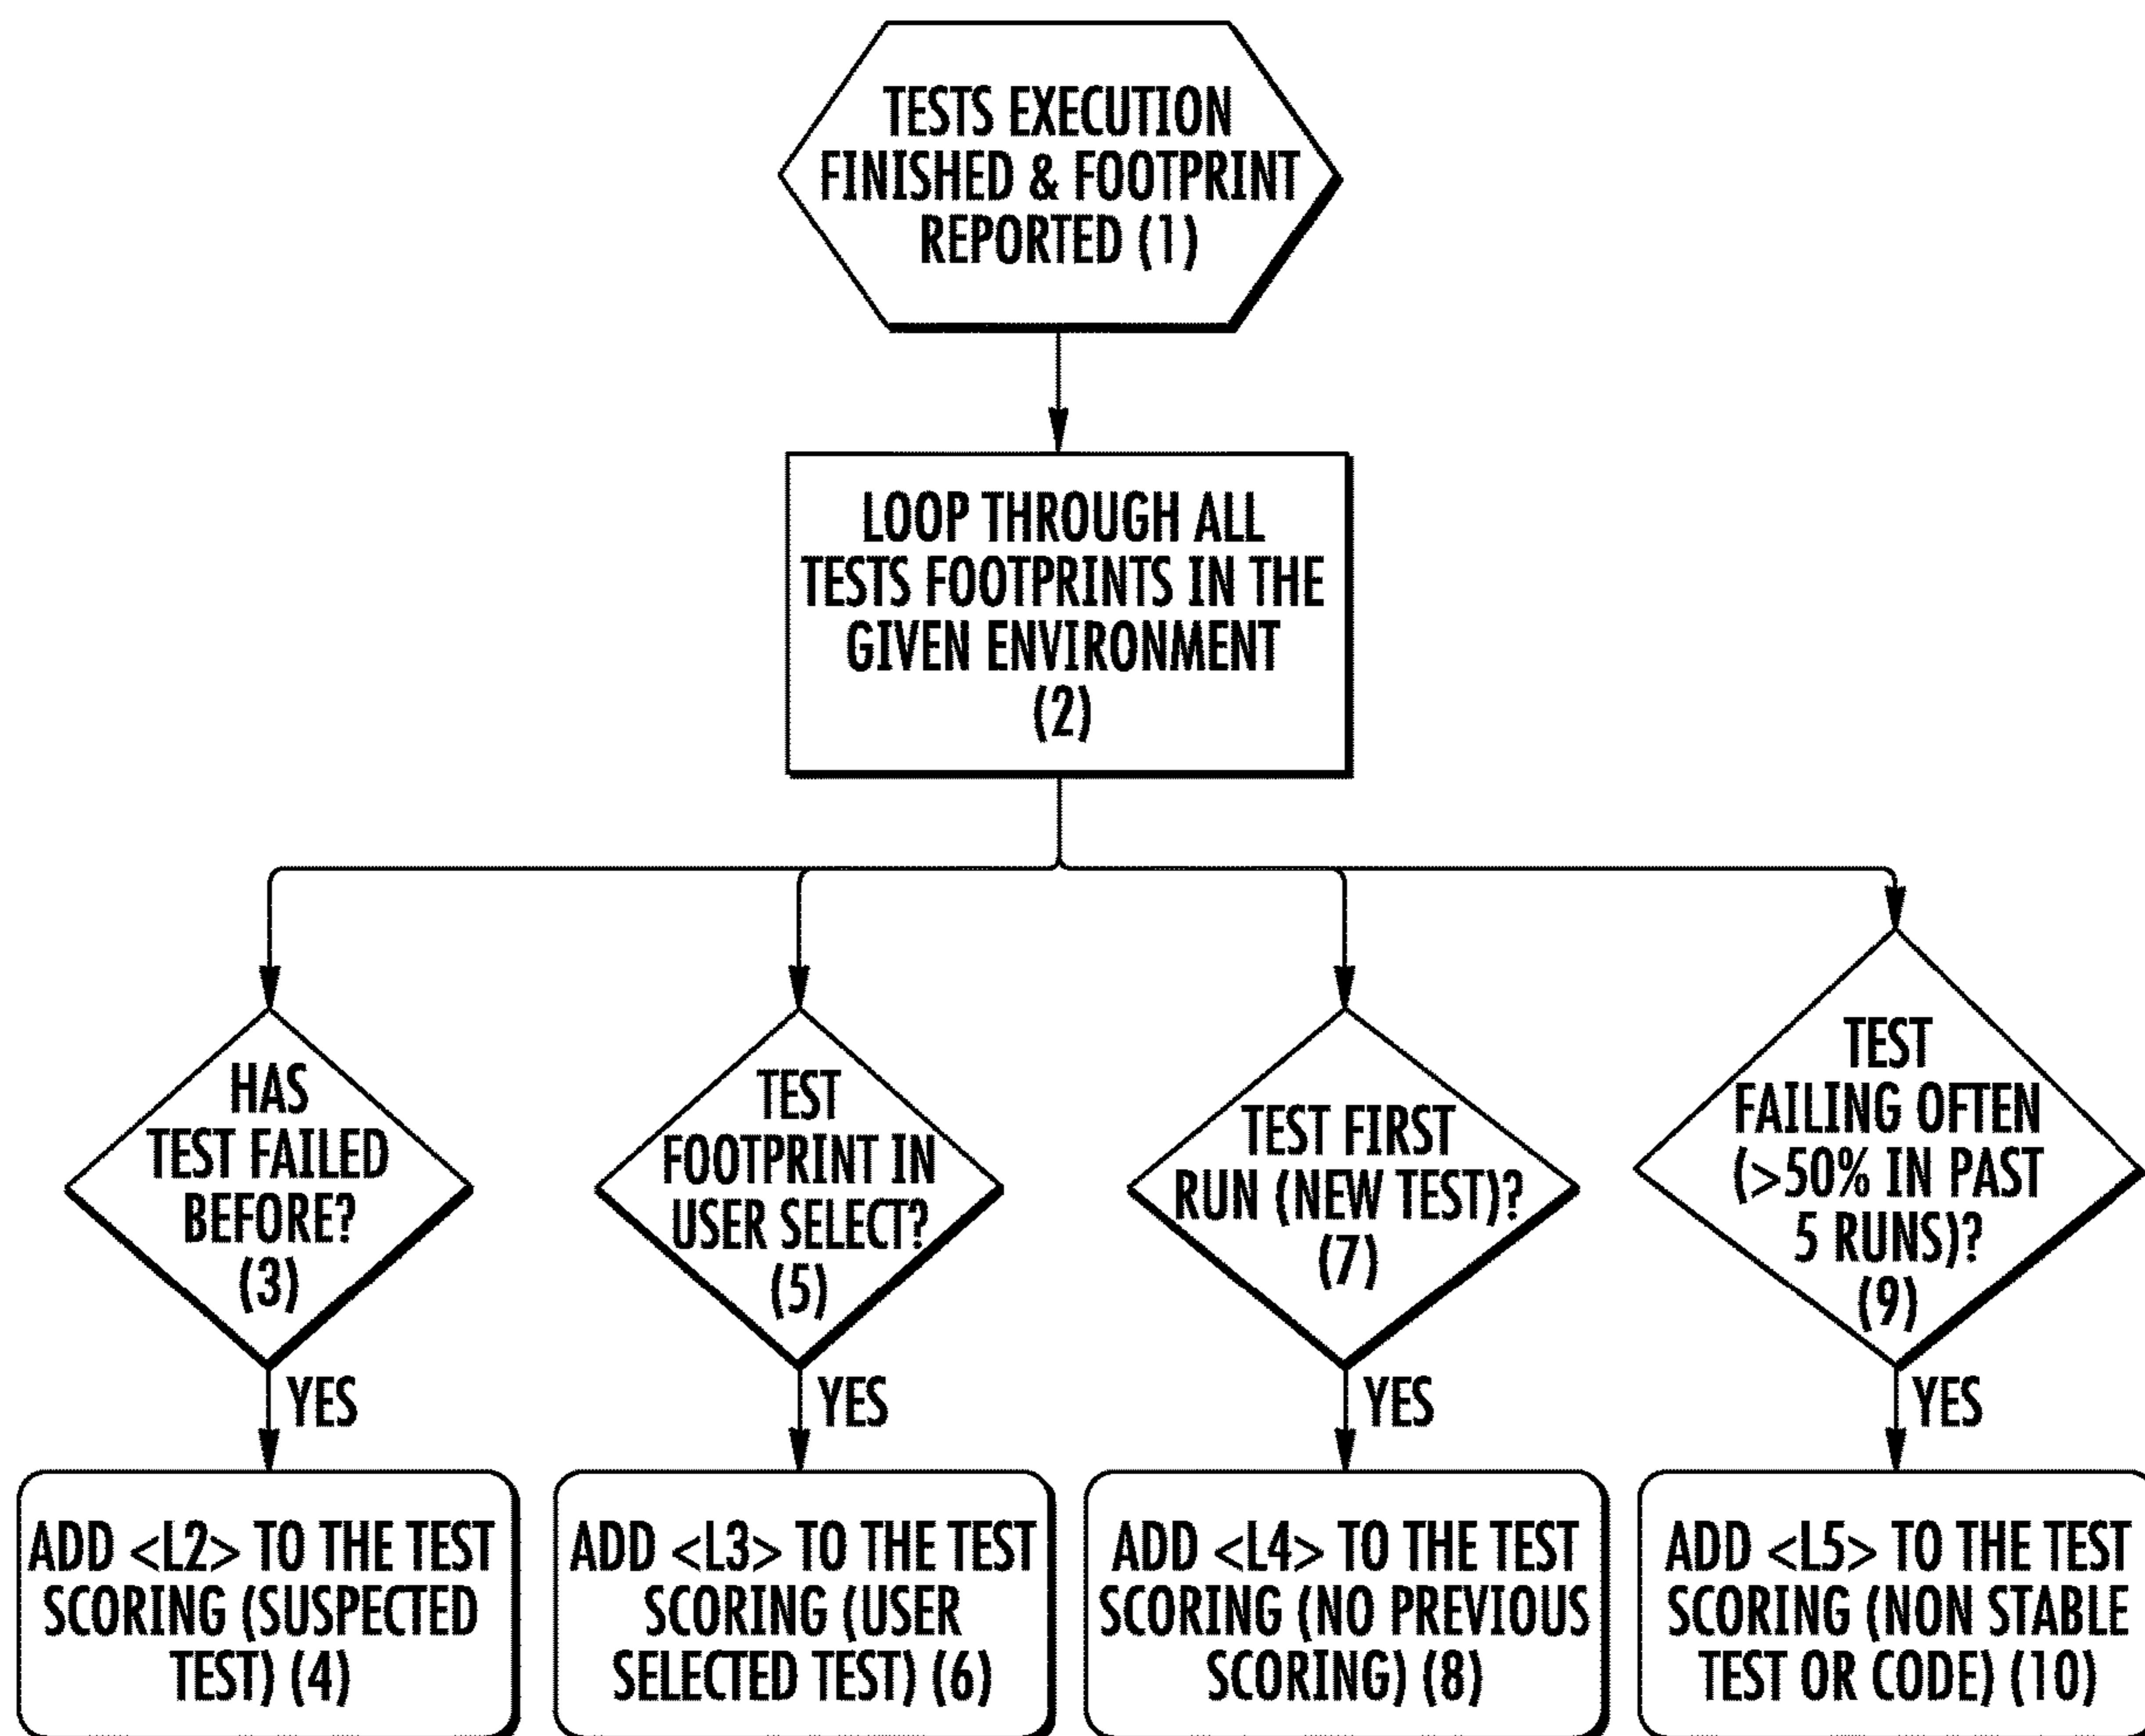 TESTS EXECUTION
FINISHED & FOOTPRINT
REPORTED (1)
LOOP THROUGH ALL
TESTS FOOTPRINTS IN THE
GIVEN ENVIRONMENT
(2)
HAS
TEST FAILED
BEFORE?
(3)
TEST
FOOTPRINT IN
USER SELECT?
(5)
TEST FIRST
RUN (NEW TEST)?
(7)
TEST
FAILING OFTEN
(>50% IN PAST
5 RUNS)?
(9)
YES
YES
YES
YES
ADD <L2> TO THE TEST
SCORING (SUSPECTED
TEST) (4)
ADD <L3> TO THE TEST
SCORING (USER
SELECTED TEST) (6)
ADD <L4> TO THE TEST
SCORING (NO PREVIOUS
SCORING) (8)
ADD <L5> TO THE TEST
SCORING (NON STABLE
TEST OR CODE) (10)